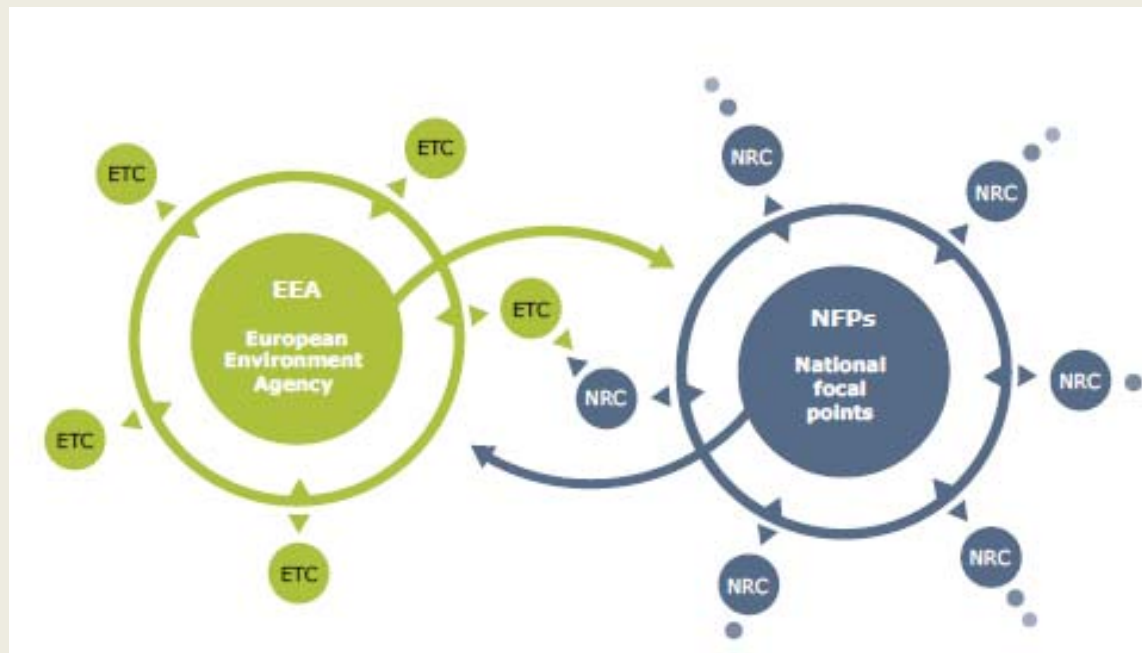 ETC
ETC
EEA
European
Environment
Agency
ETC
ETC
ETC
NRC
NRC
NFPs
National
focal
points
NRC
NRC
NRC
NRC